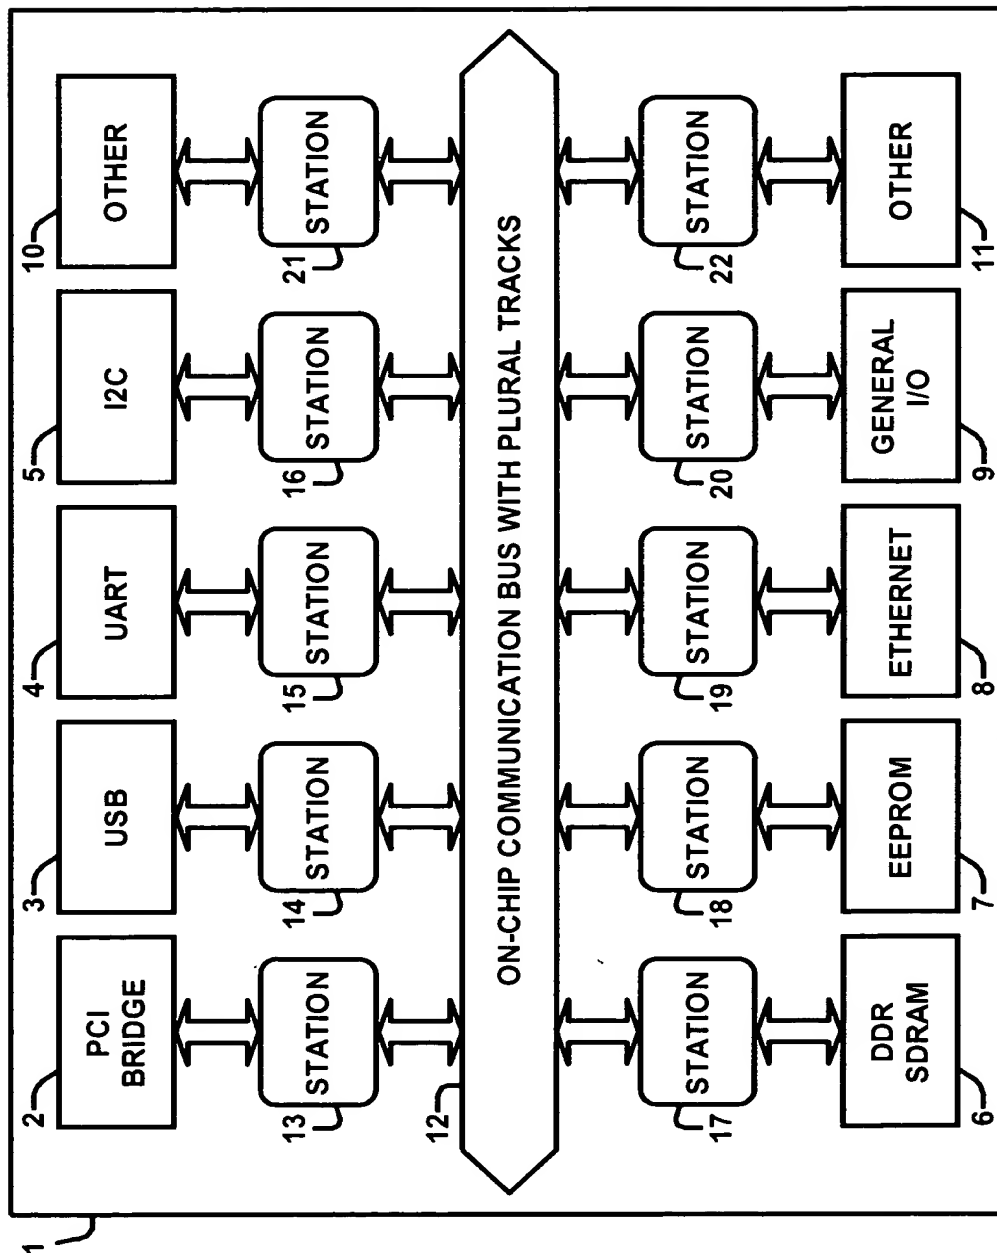 1
2
PCI
BRIDGE
3
USB
4
UART
5
I2C
10
OTHER
13
STATION
14
STATION
15
STATION
16
STATION
21
STATION
12
ON-CHIP COMMUNICATION BUS WITH PLURAL TRACKS
17
STATION
18
STATION
19
STATION
20
STATION
22
STATION
6
DDR
SDRAM
7
EEPROM
8
ETHERNET
9
GENERAL
I/O
11
OTHER